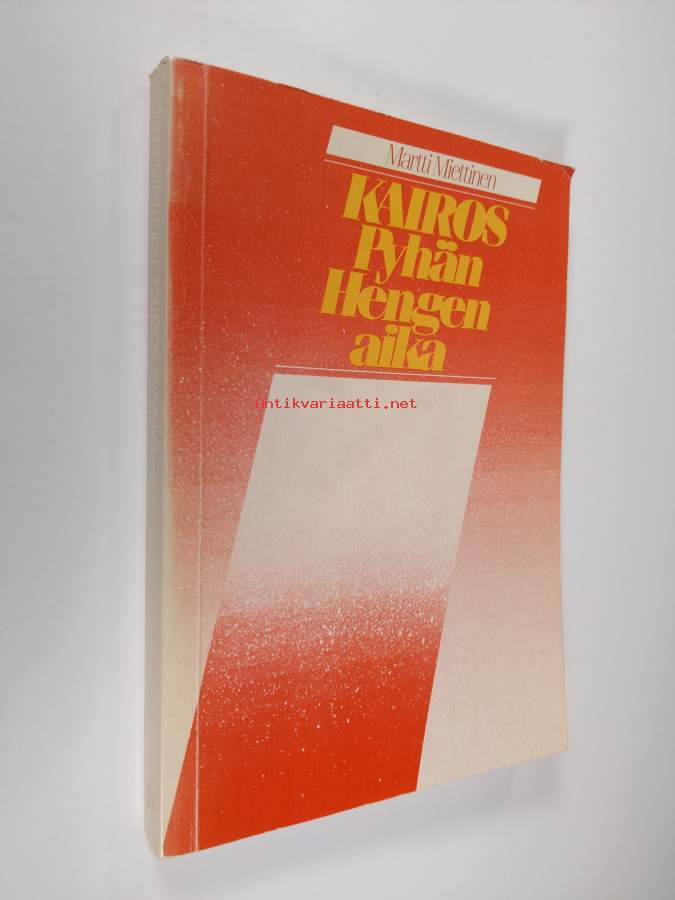 Martti Miettinen
KAIROS
Pyhän
Hengen
aika
antikvariaatti.net